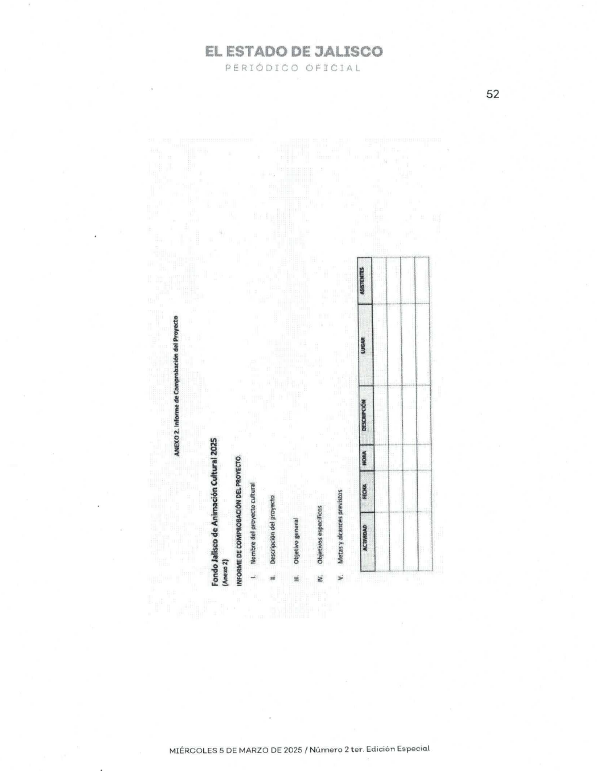 EL ESTADO DE JALISCO
PERIÓDICO OFICIAL
52
ANEXO 2. Informe de Comprobación del Proyecto
Fondo Jalisco de Animación Cultural 2025
(Anexo 2)
INFORME DE COMPROBACIÓN DEL PROYECTO.
I. Nombre del proyecto cultural
II. Descripción del proyecto
III. Objetivo general
IV. Objetivos específicos
V. Metas y alcances previstos
ACTIVIDAD FECHA HORA DESCRIPCIÓN LUGAR ASISTENTES
MIÉRCOLES 5 DE MARZO DE 2025 / Número 2 ter. Edición Especial